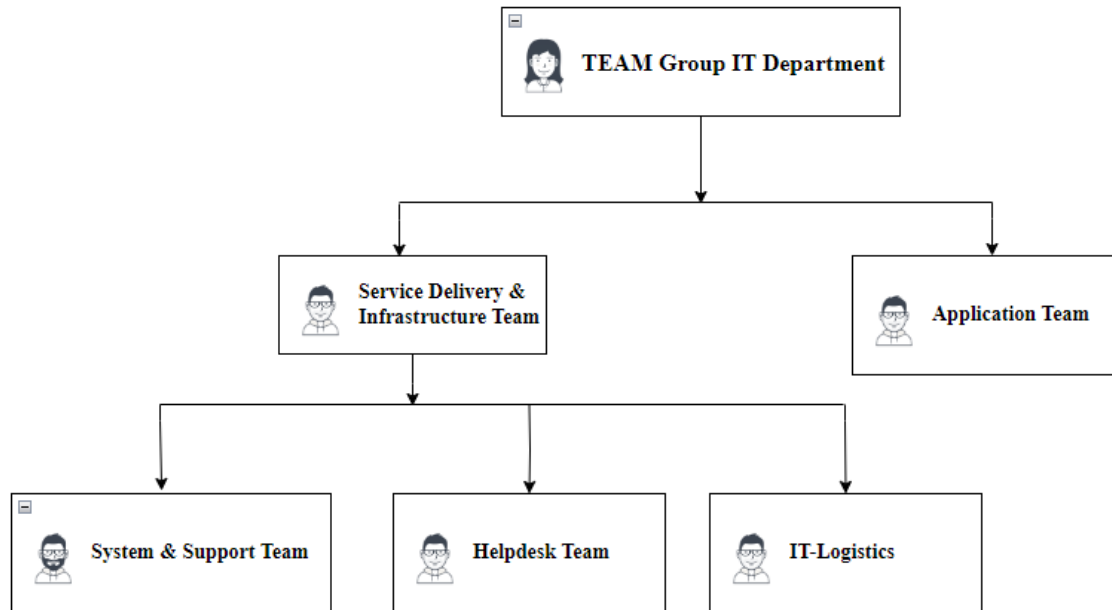 TEAM Group IT Department
Service Delivery &
Infrastructure Team
Application Team
System & Support Team
Helpdesk Team
IT-Logistics